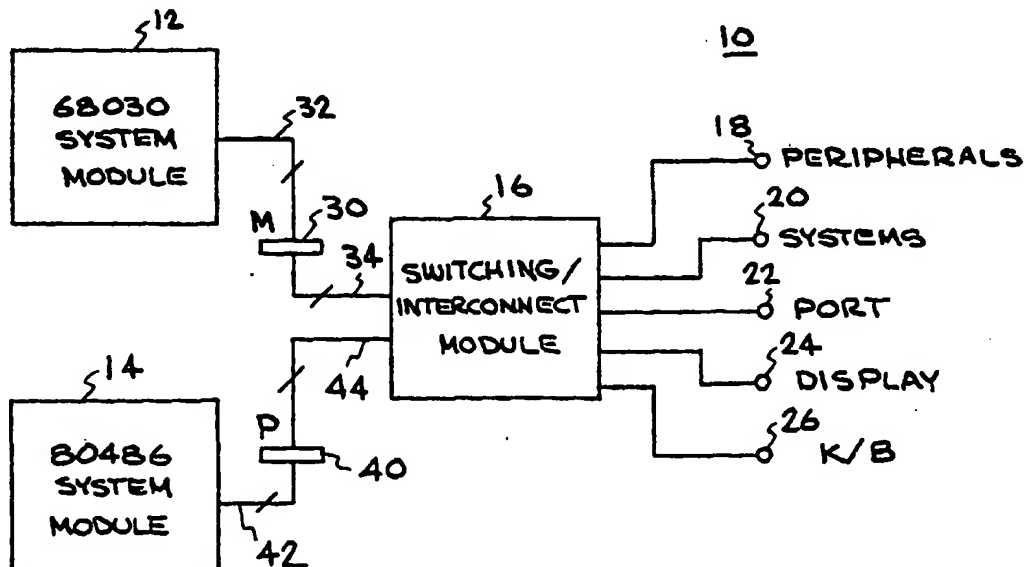 12
10
68030
SYSTEM
MODULE
32
M
30
34
16
SWITCHING/
INTERCONNECT
MODULE
18
PERIPHERALS
20
SYSTEMS
22
PORT
24
DISPLAY
26
K/B
14
80486
SYSTEM
MODULE
44
P
40
42